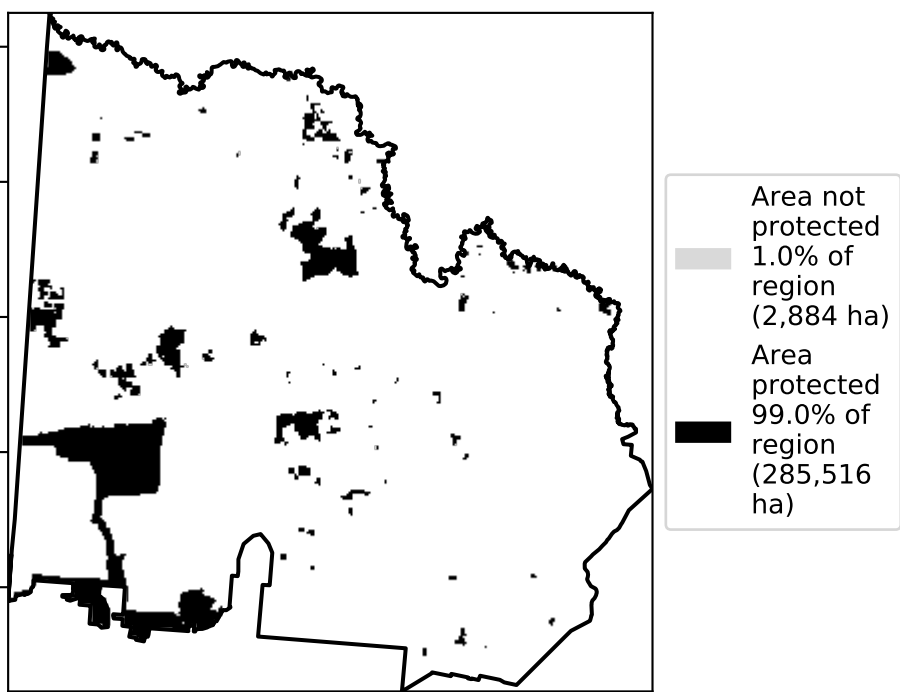 Area not
protected
1.0% of
region
(2,884 ha)
Area
protected
99.0% of
region
(285,516
ha)